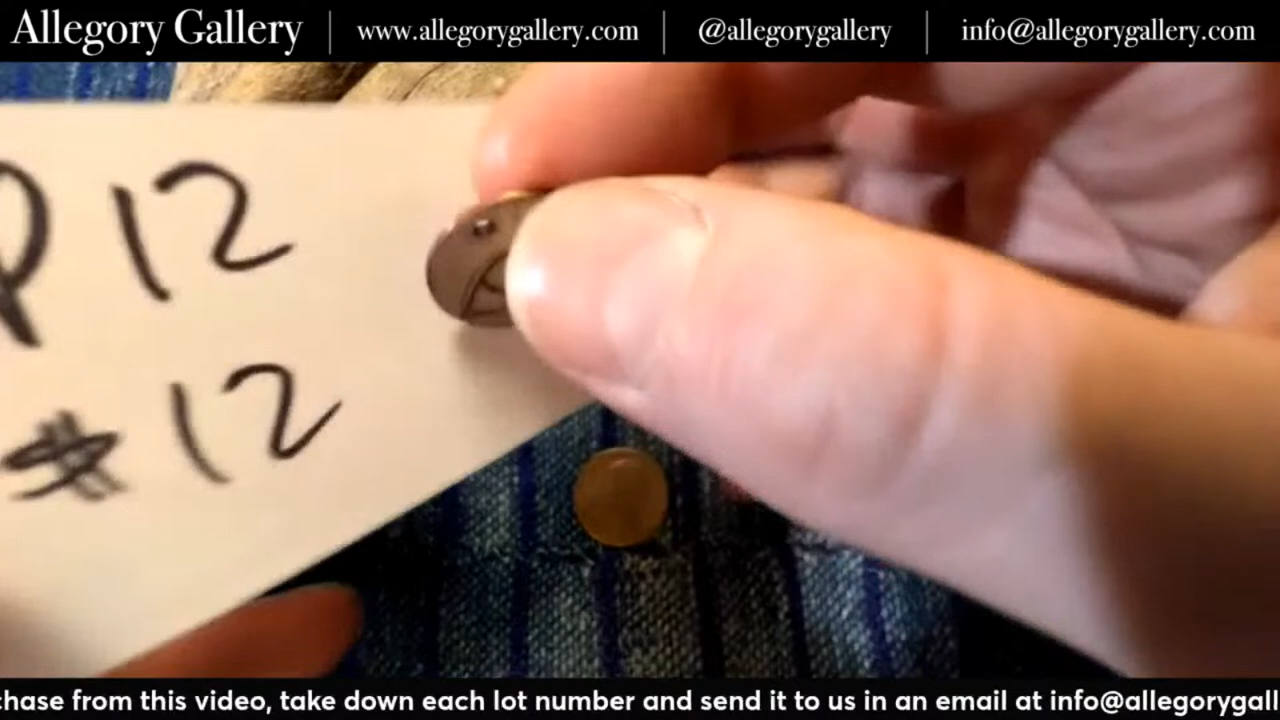 Allegory Gallery | www.allegorygallery.com | @allegorygallery | info@allegorygallery.com
P 12
# 12
chase from this video, take down each lot number and send it to us in an email at info@allegorygall